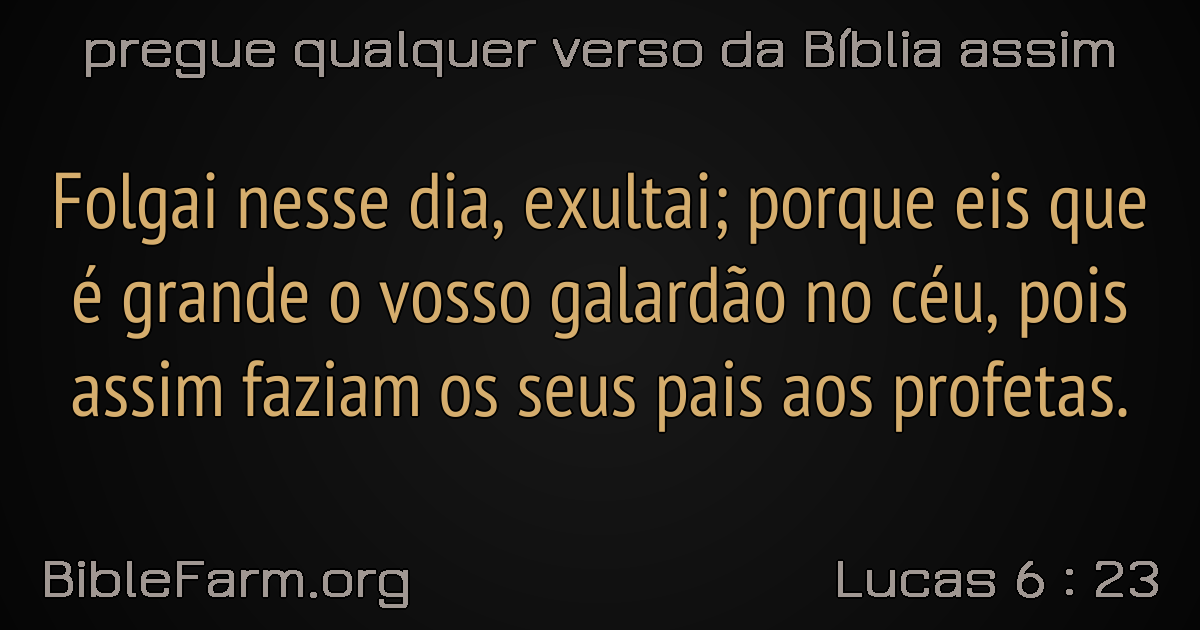 pregue qualquer verso da Bíblia assim
Folgai nesse dia, exultai; porque eis que
é grande o vosso galardão no céu, pois
assim faziam os seus pais aos profetas.
BibleFarm.org
Lucas 6 : 23